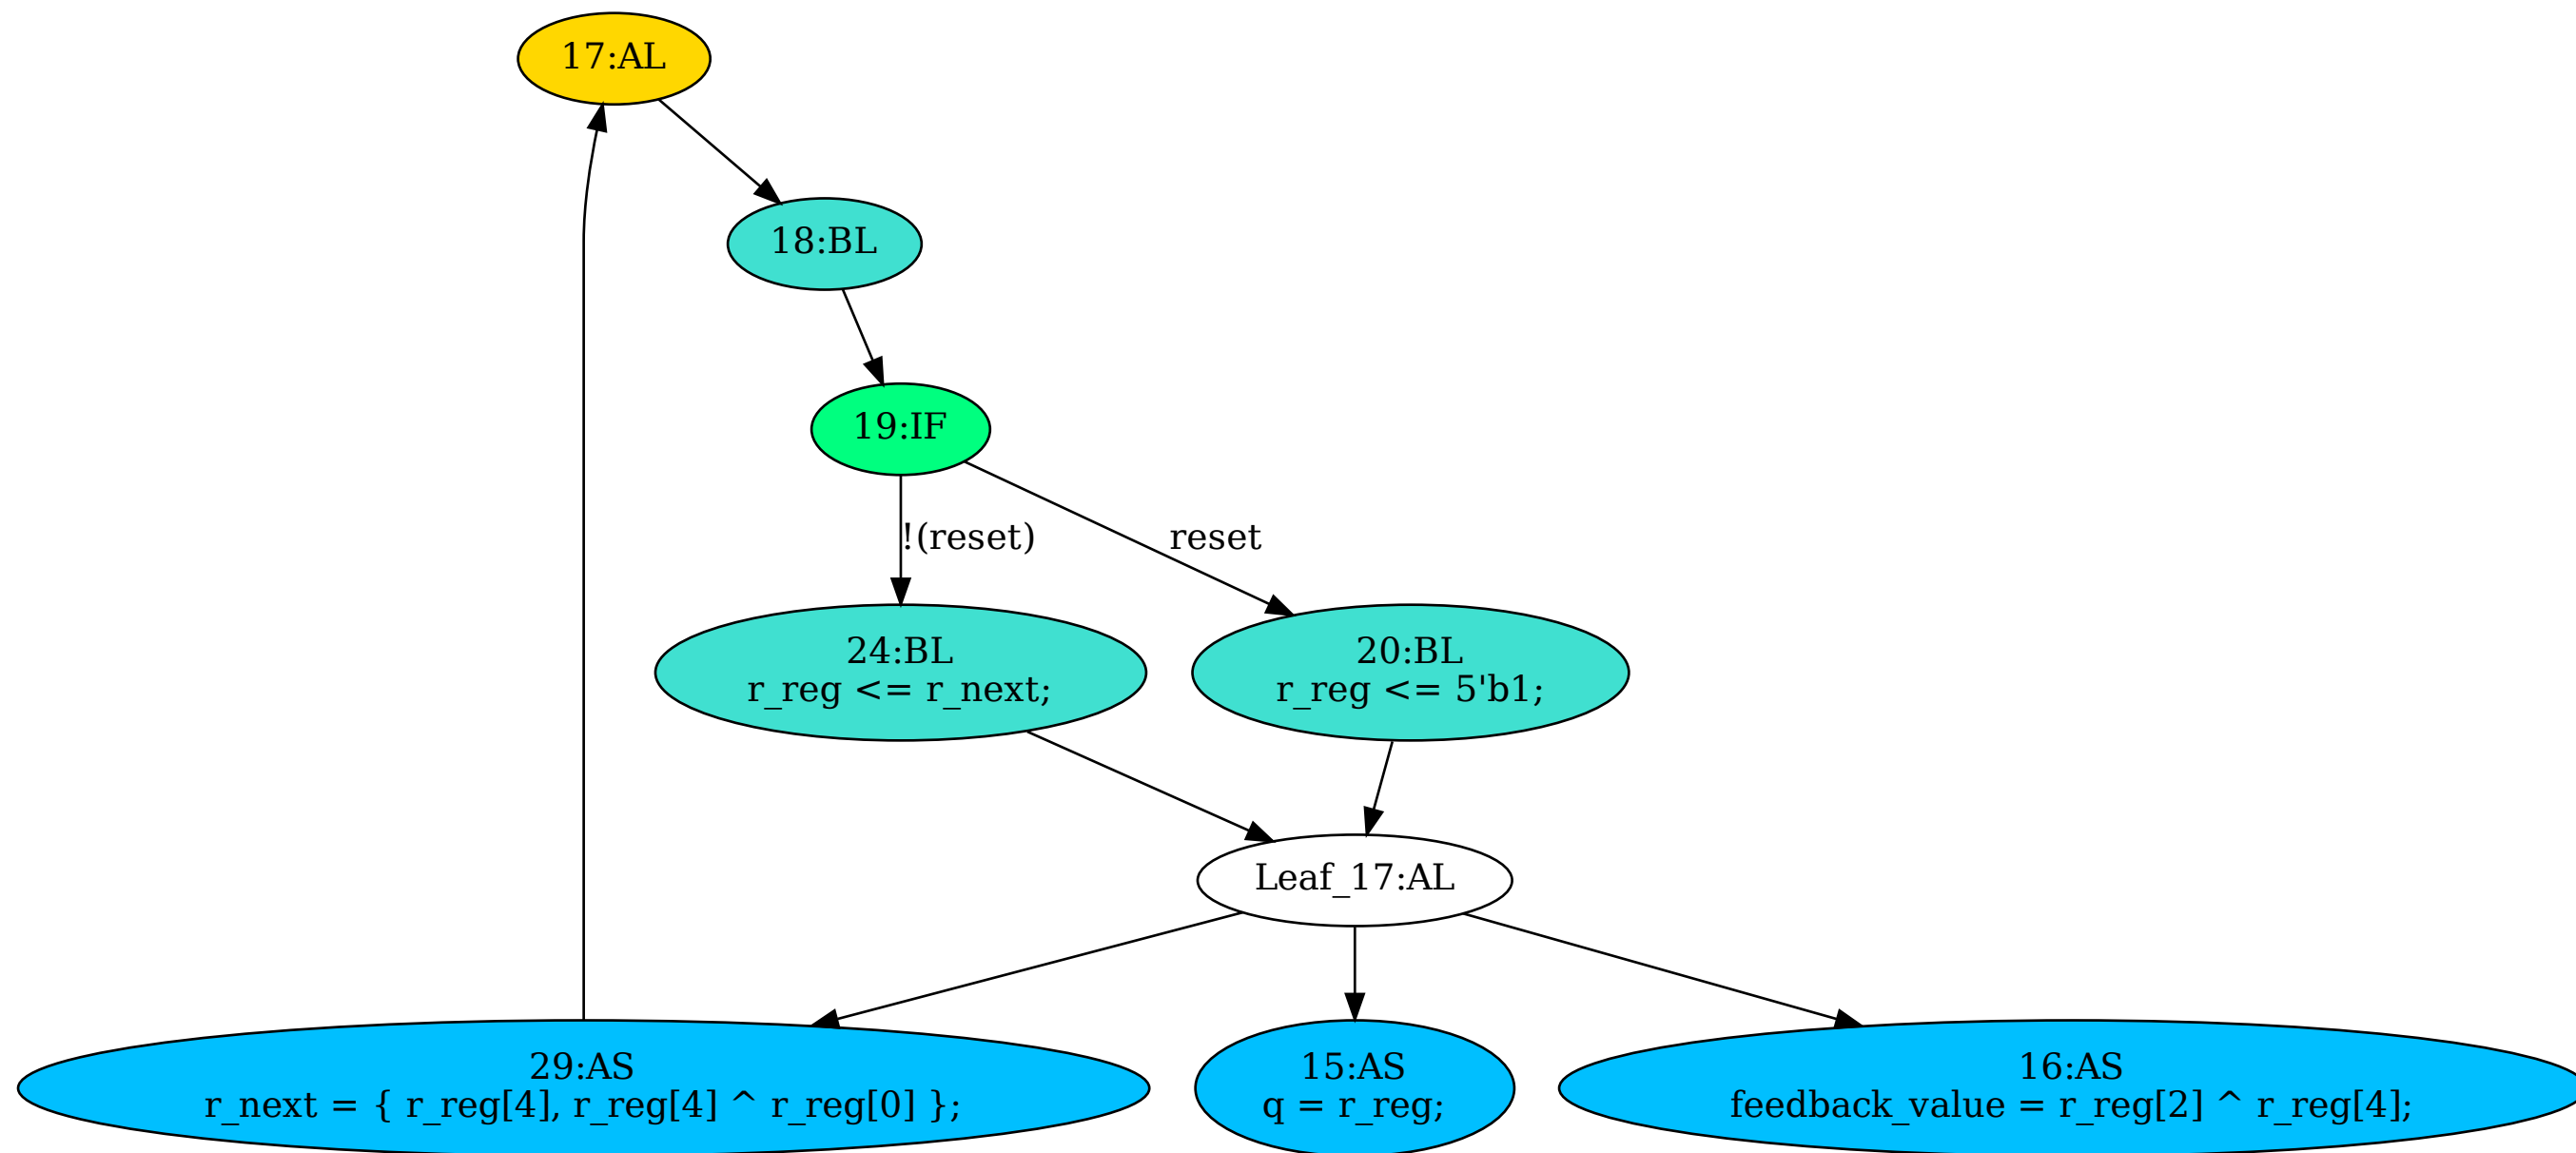 17:AL
18:BL
19:IF
!(reset)
reset
24:BL
r_reg <= r_next;
20:BL
r_reg <= 5'b1;
Leaf_17:AL
29:AS
r_next = { r_reg[4], r_reg[4] ^ r_reg[0] };
15:AS
q = r_reg;
16:AS
feedback_value = r_reg[2] ^ r_reg[4];